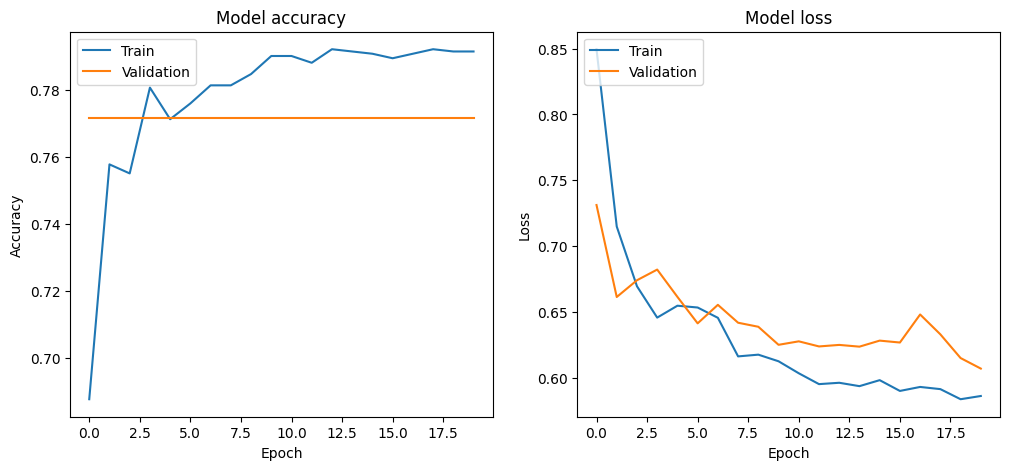 Model accuracy
Train
Validation
0.78
0.76
0.74
0.72
0.70
Accuracy
0.0 2.5 5.0 7.5 10.0 12.5 15.0 17.5
Epoch
Model loss
Train
Validation
0.85
0.80
0.75
0.70
0.65
0.60
Loss
0.0 2.5 5.0 7.5 10.0 12.5 15.0 17.5
Epoch